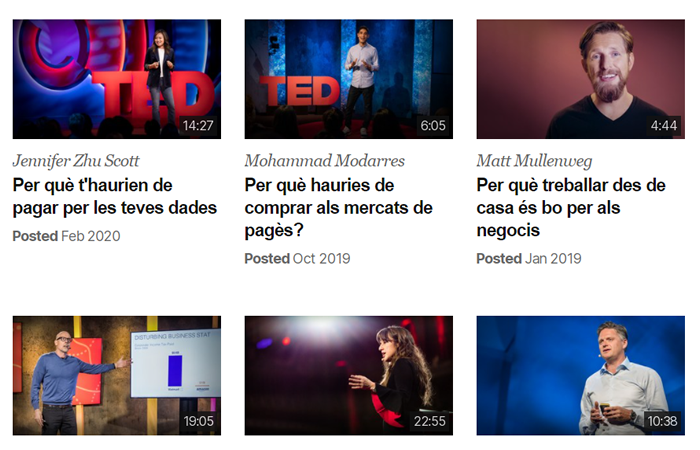 TED
14:27
TED
6:05
4:44
Jennifer Zhu Scott
Per què t'haurien de
pagar per les teves dades
Posted Feb 2020
Mohammad Modarres
Per què hauries de
comprar als mercats de
pagès?
Posted Oct 2019
Matt Mullenweg
Per què treballar des de
casa és bo per als
negocis
Posted Jan 2019
DISTURBING BUSINESS STAT
19:05
22:55
10:38